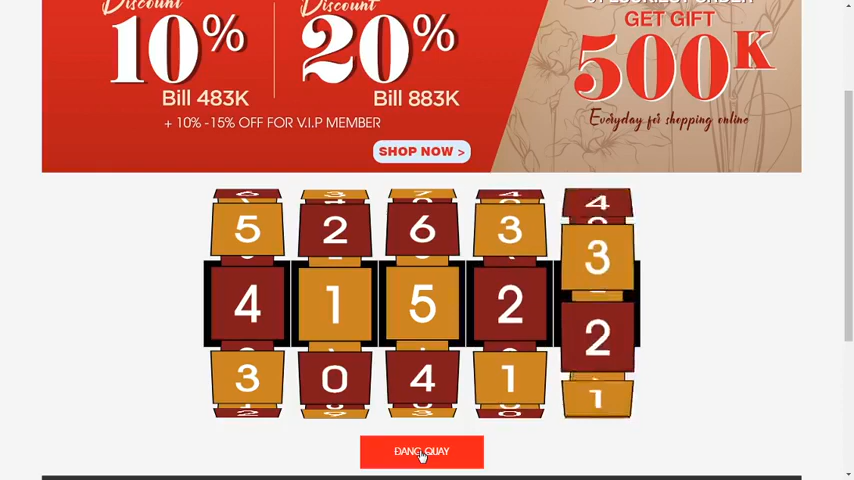 Discount
Discount
GET GIFT
10%
20%
500K
Bill 483K
Bill 883K
Everyday for shopping online
+ 10% -15% OFF FOR V.I.P MEMBER
SHOP NOW >
5 2 6 3 4
3
4 1 5 2
2
3 0 4 1
1
ĐANG QUAY